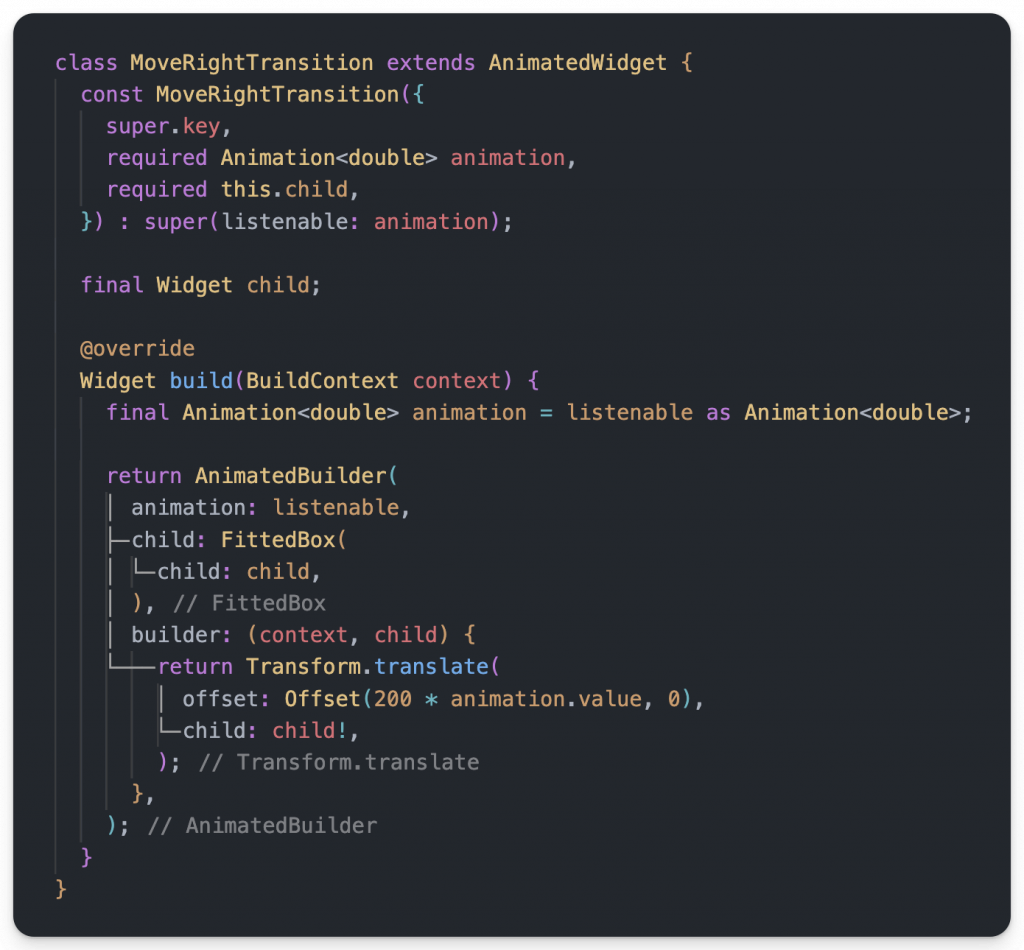 class MoveRightTransition extends AnimatedWidget {
  const MoveRightTransition({
    super.key,
    required Animation<double> animation,
    required this.child,
  }) : super(listenable: animation);

  final Widget child;

  @override
  Widget build(BuildContext context) {
    final Animation<double> animation = listenable as Animation<double>;

    return AnimatedBuilder(
      animation: listenable,
      child: FittedBox(
        child: child,
      ), // FittedBox
      builder: (context, child) {
        return Transform.translate(
          offset: Offset(200 * animation.value, 0),
          child: child!,
        ); // Transform.translate
      },
    ); // AnimatedBuilder
  }
}